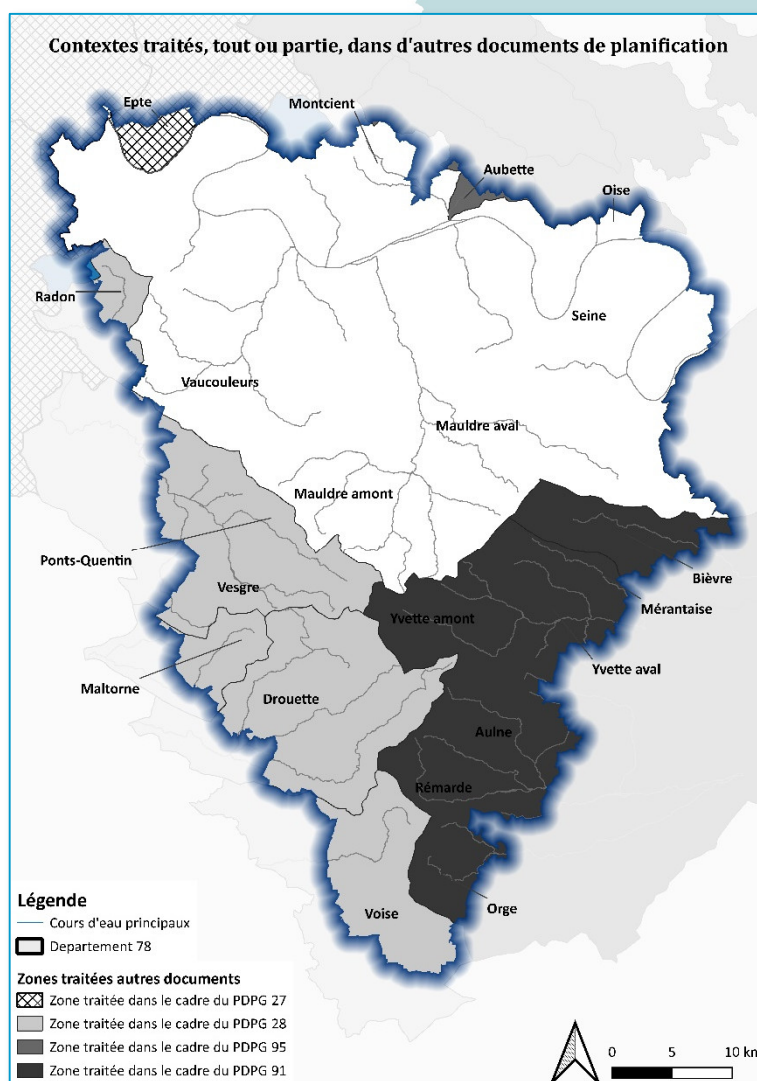 Contextes traités, tout ou partie, dans d'autres documents de planification
Epte
Montcient
Aubette
Oise
Radon
Seine
Vaucouleurs
Mauldre aval
Mauldre amont
Ponts-Quentin
Bièvre
Vesgre
Mérantaise
Yvette amont
Yvette aval
Maltorne
Drouette
Aulne
Rémarde
Voise
Orge
Légende
Cours d'eau principaux
Departement 78
Zones traitées autres documents
Zone traitée dans le cadre du PDPG 27
Zone traitée dans le cadre du PDPG 28
Zone traitée dans le cadre du PDPG 95
Zone traitée dans le cadre du PDPG 91
0 5 10 km